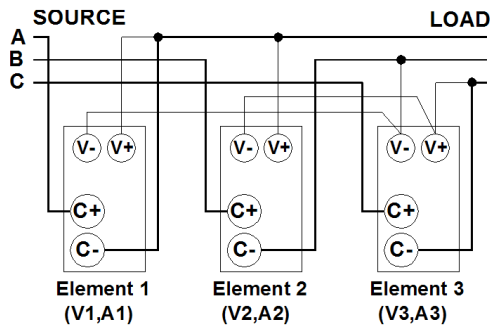 SOURCE LOAD
A
B
C
V- V+ V- V+ V- V+
C+ C+ C+
C- C- C-
Element 1 Element 2 Element 3
(V1,A1) (V2,A2) (V3,A3)